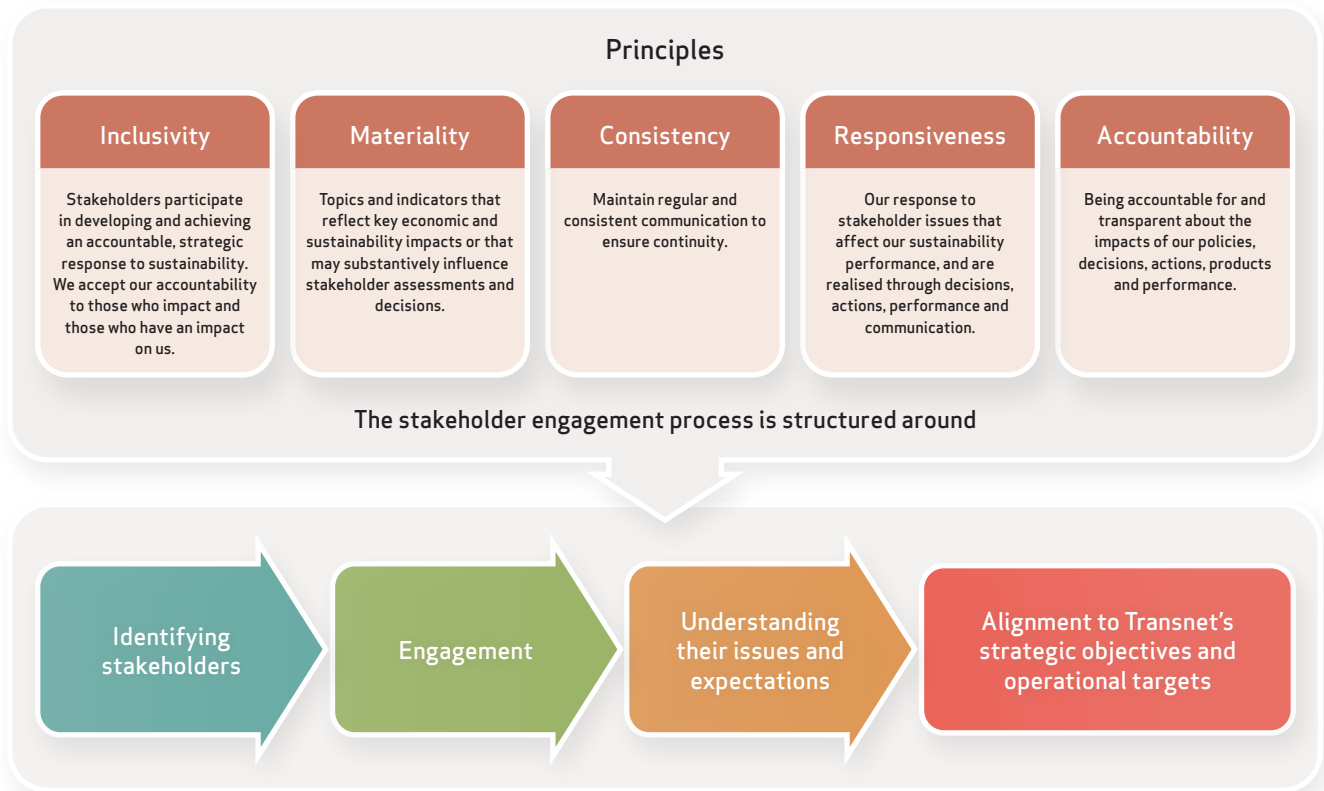 Principles
Inclusivity
Stakeholders participate
in developing and achieving
an accountable, strategic
response to sustainability.
We accept our accountability
to those who impact and
those who have an impact
on us.
Materiality
Topics and indicators that
reflect key economic and
sustainability impacts or that
may substantively influence
stakeholder assessments and
decisions.
Consistency
Maintain regular and
consistent communication to
ensure continuity.
Responsiveness
Our response to
stakeholder issues that
affect our sustainability
performance, and are
realised through decisions,
actions, performance and
communication.
Accountability
Being accountable for and
transparent about the
impacts of our policies,
decisions, actions, products
and performance.
The stakeholder engagement process is structured around
Identifying
stakeholders
Engagement
Understanding
their issues and
expectations
Alignment to Transnet’s
strategic objectives and
operational targets